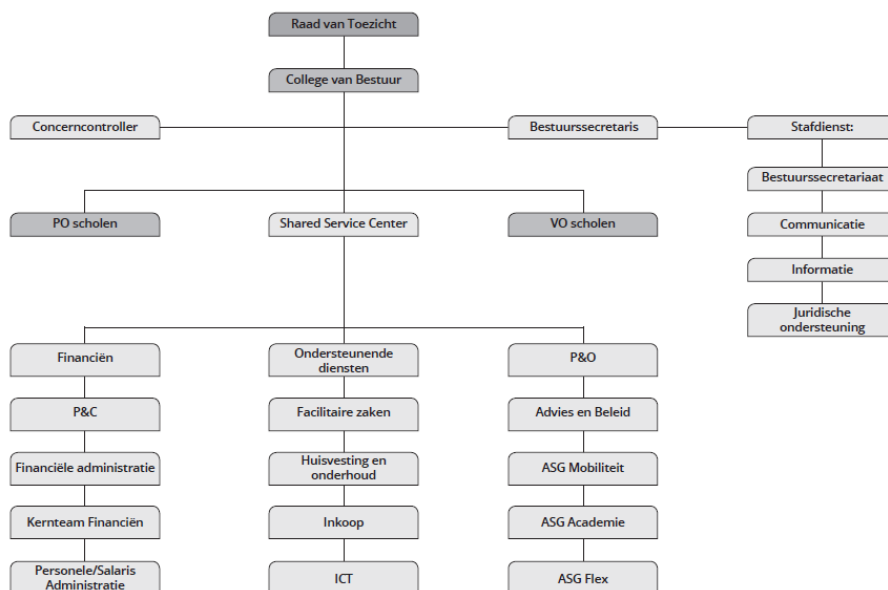 Raad van Toezicht
College van Bestuur
Concerncontroller
Bestuurssecretaris
Stafdienst:
Bestuurssecretariaat
PO scholen
Shared Service Center
VO scholen
Communicatie
Informatie
Juridische
ondersteuning
Financiën
Ondersteunende
diensten
P&O
P&C
Facilitaire zaken
Advies en Beleid
Financiële administratie
Huisvesting en
onderhoud
ASG Mobiliteit
Kernteam Financiën
Inkoop
ASG Academie
Personele/Salaris
Administratie
ICT
ASG Flex